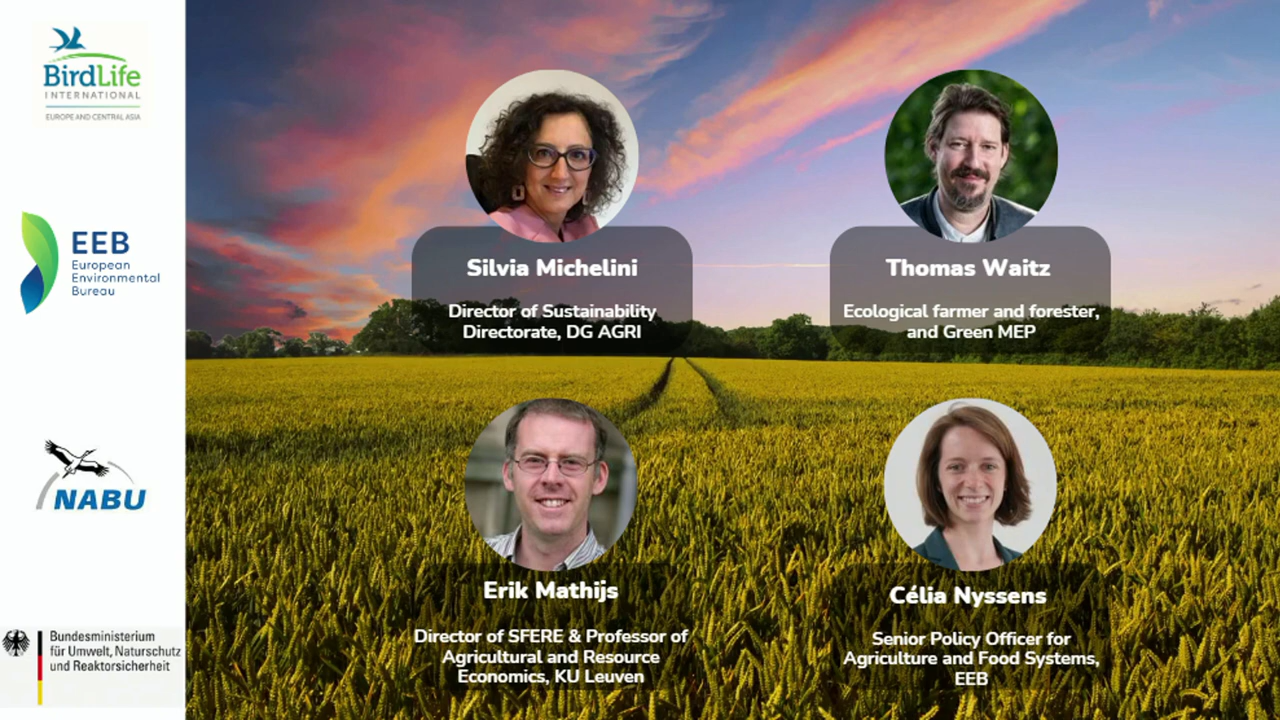 BirdLife
INTERNATIONAL
EUROPE AND CENTRAL ASIA
EEB
European
Environmental
Bureau
NABU
Bundesministerium
für Umwelt, Naturschutz
und Reaktorsicherheit
Silvia Michelini
Director of Sustainability
Directorate, DG AGRI
Thomas Waitz
Ecological farmer and forester,
and Green MEP
Erik Mathijs
Director of SFERE & Professor of
Agricultural and Resource
Economics, KU Leuven
Célia Nyssens
Senior Policy Officer for
Agriculture and Food Systems,
EEB